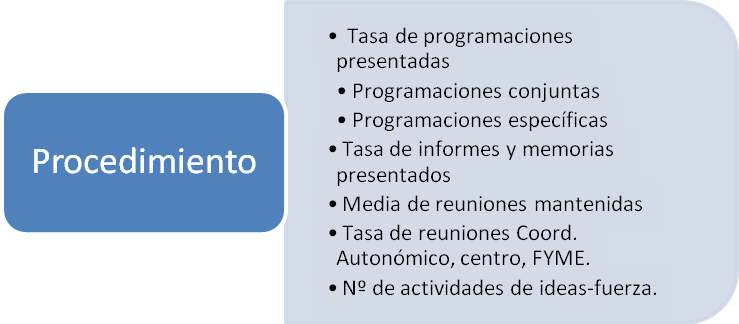 Procedimiento
• Tasa de programaciones
presentadas
• Programaciones conjuntas
• Programaciones específicas
• Tasa de informes y memorias
presentados
• Media de reuniones mantenidas
• Tasa de reuniones Coord.
Autonómico, centro, FYME.
• Nº de actividades de ideas-fuerza.